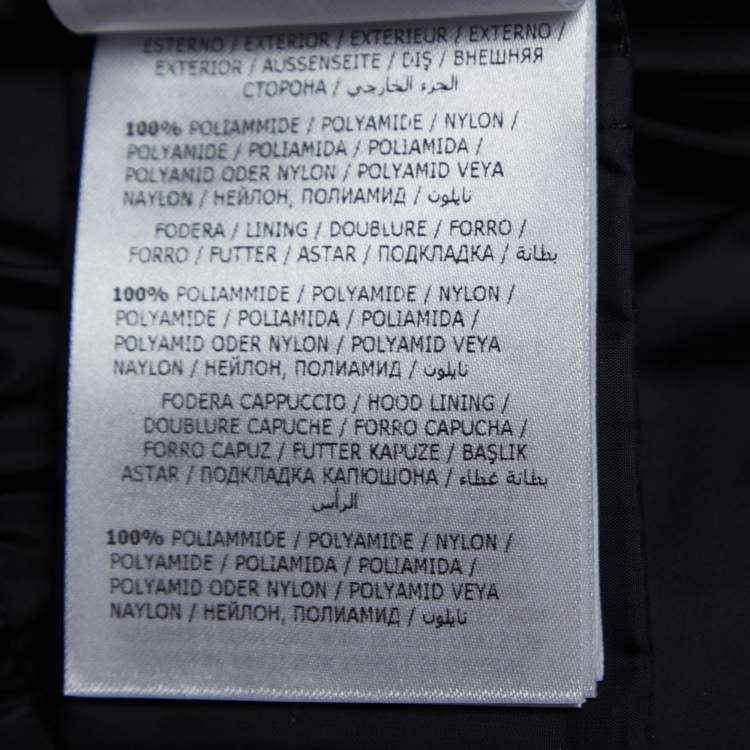 ESTERNO / EXTERIOR / EXTERIEUR / EXTERNO /
EXTERIOR / AUSSENSEITE / DIŞ / ВНЕШНЯЯ
СТОРОНА / الجزء الخارجي
100% POLIAMMIDE / POLYAMIDE / NYLON /
POLYAMIDE / POLIAMIDA / POLIAMIDA /
POLYAMID ODER NYLON / POLYAMID VEYA
NAYLON / НЕЙЛОН, ПОЛИАМИД / نايلون
FODERA / LINING / DOUBLURE / FORRO /
FORRO / FUTTER / ASTAR / ПОДКЛАДКА / بطانة
100% POLIAMMIDE / POLYAMIDE / NYLON /
POLYAMIDE / POLIAMIDA / POLIAMIDA /
POLYAMID ODER NYLON / POLYAMID VEYA
NAYLON / НЕЙЛОН, ПОЛИАМИД / نايلون
FODERA CAPPUCCIO / HOOD LINING /
DOUBLURE CAPUCHE / FORRO CAPUCHA /
FORRO CAPUZ / FUTTER KAPUZE / BAŞLIK
ASTAR / ПОДКЛАДКА КАПЮШОНА / بطانة غطاء
الرأس
100% POLIAMMIDE / POLYAMIDE / NYLON /
POLYAMIDE / POLIAMIDA / POLIAMIDA /
POLYAMID ODER NYLON / POLYAMID VEYA
NAYLON / НЕЙЛОН, ПОЛИАМИД / نايلون